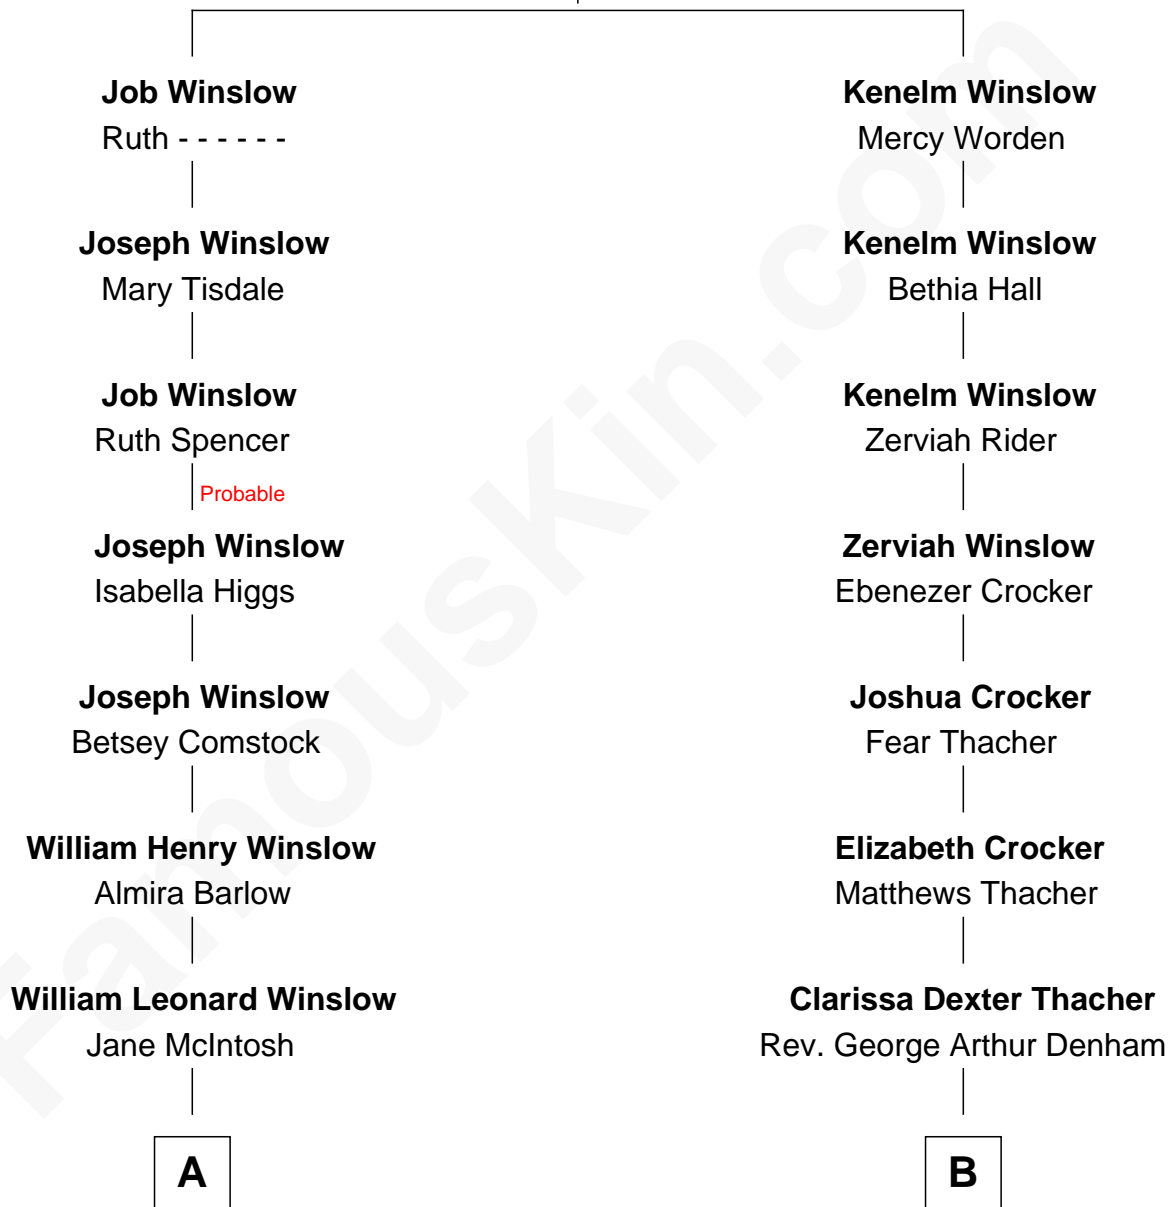 Job Winslow
Ruth - - - - - -
Kenelm Winslow
Mercy Worden
Joseph Winslow
Mary Tisdale
Kenelm Winslow
Bethia Hall
Job Winslow
Ruth Spencer
Kenelm Winslow
Zerviah Rider
Probable
Joseph Winslow
Isabella Higgs
Zerviah Winslow
Ebenezer Crocker
Joseph Winslow
Betsey Comstock
Joshua Crocker
Fear Thacher
William Henry Winslow
Almira Barlow
Elizabeth Crocker
Matthews Thacher
William Leonard Winslow
Jane McIntosh
Clarissa Dexter Thacher
Rev. George Arthur Denham
A
B
FamousKin.com